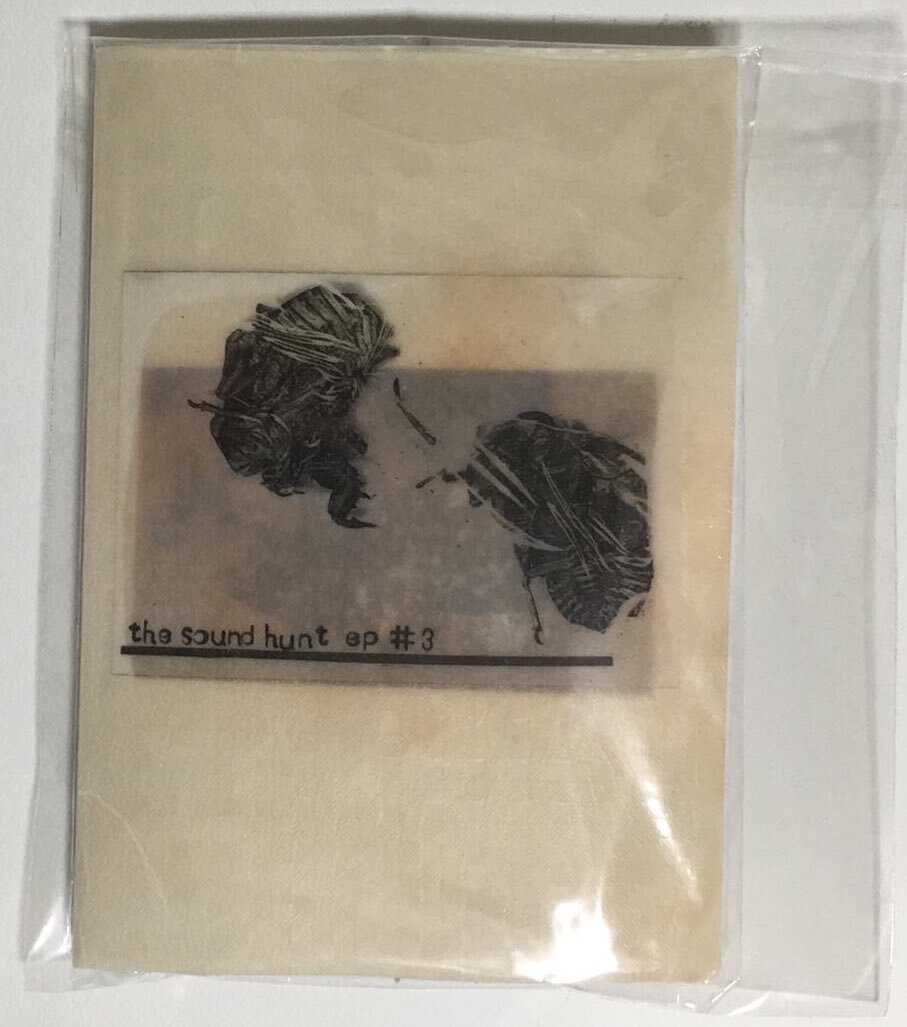 the sound hunt ep #3